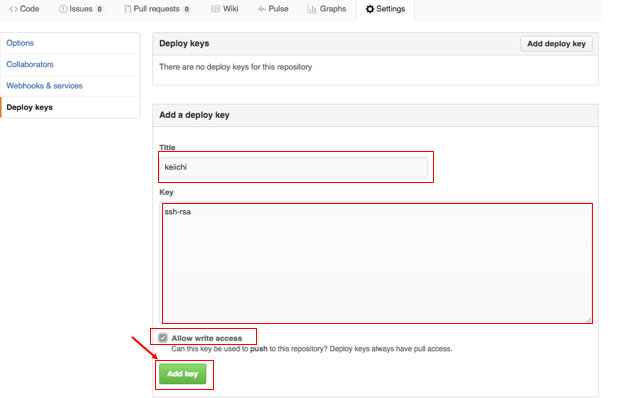 Code Issues 0 Pull requests 0 Wiki Pulse Graphs Settings
Options
Collaborators
Webhooks & services
Deploy keys
Deploy keys Add deploy key
There are no deploy keys for this repository
Add a deploy key
Title
keiichi
Key
ssh-rsa
Allow write access
Can this key be used to push to this repository? Deploy keys always have pull access.
Add key